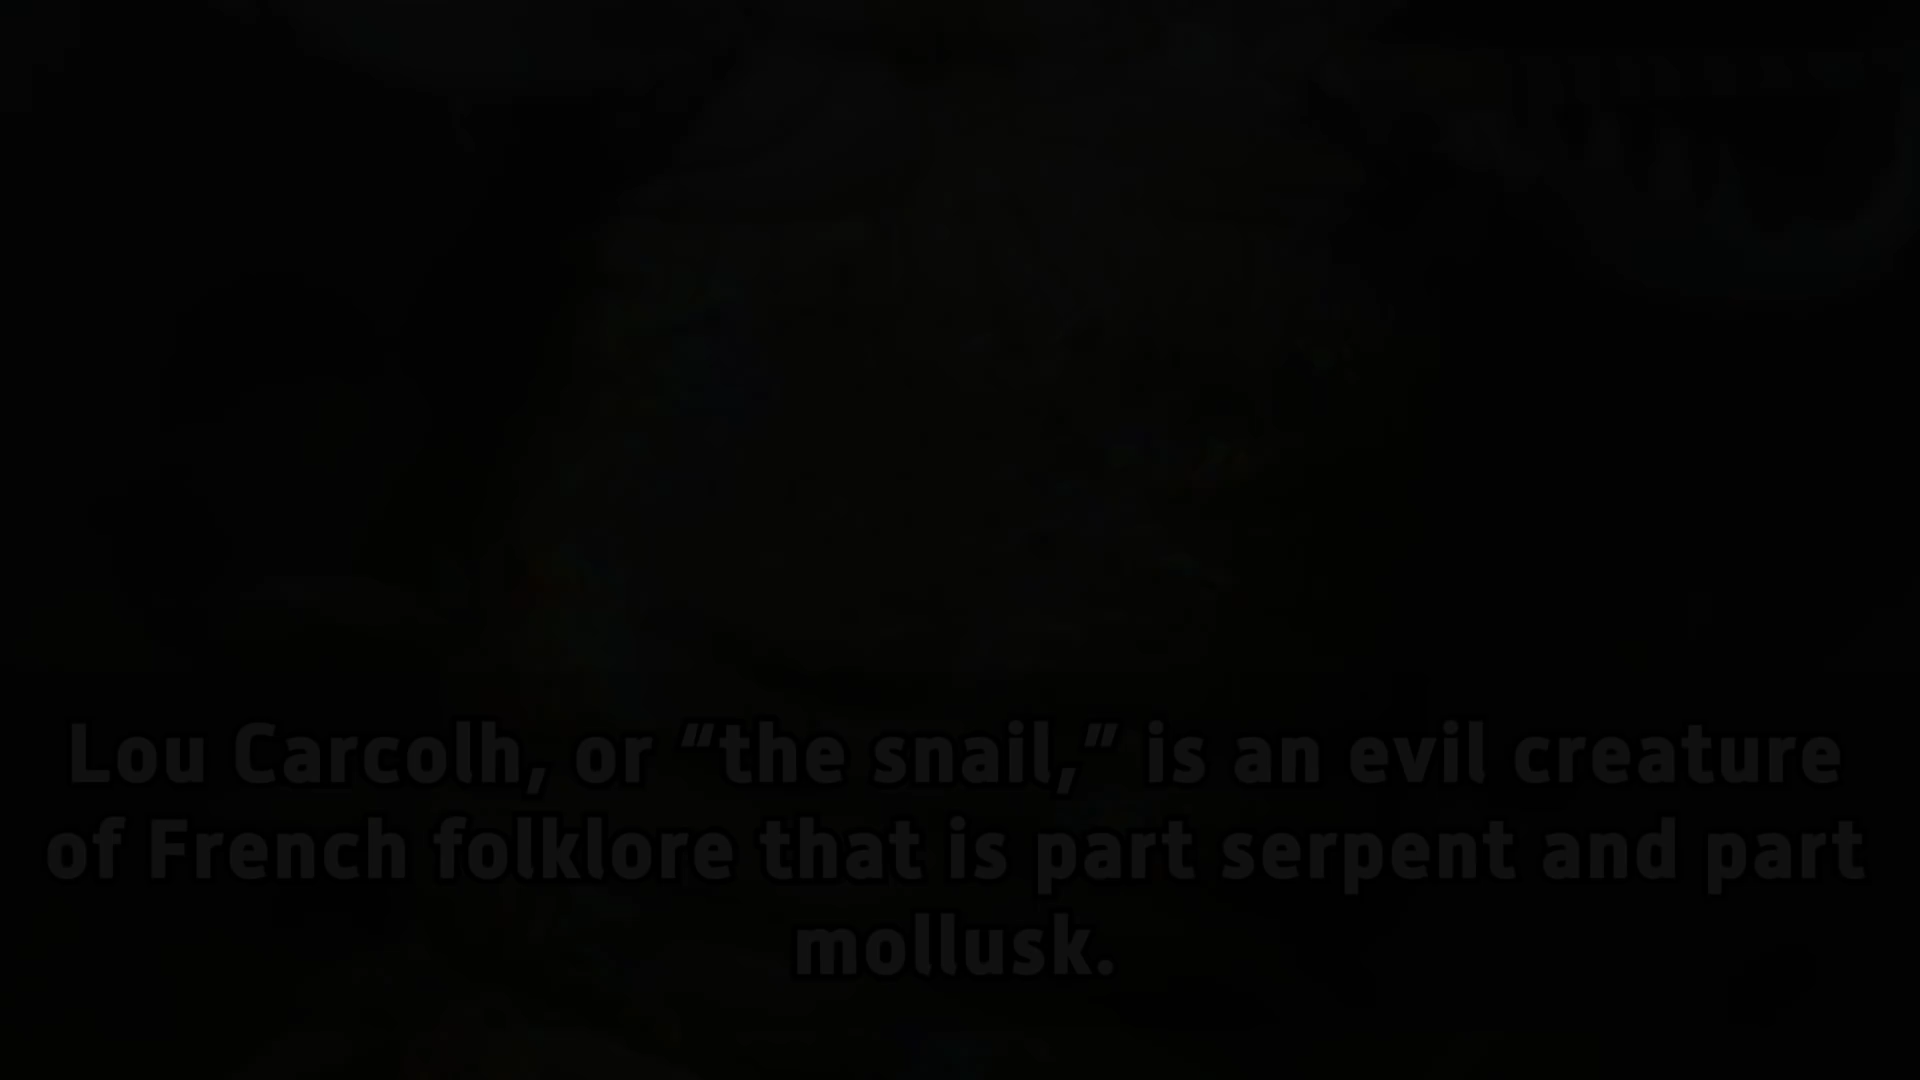 Lou Carcolh, or “the snail,” is an evil creature
of French folklore that is part serpent and part
mollusk.